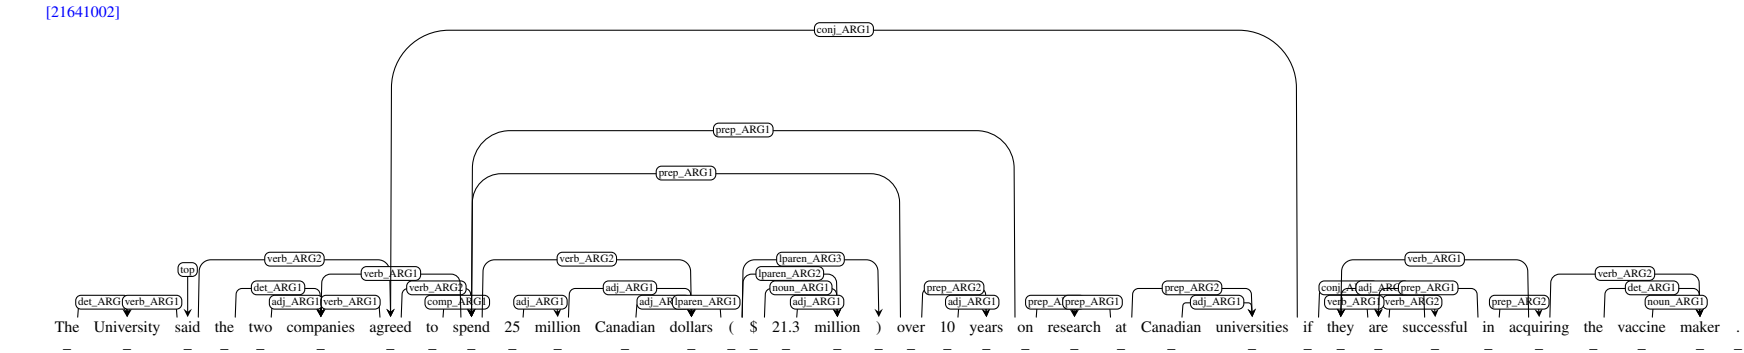 [21641002]
conj_ARG1
prep_ARG1
prep_ARG1
verb_ARG2 verb_ARG2 lparen_ARG3 verb_ARG1
top verb_ARG1 lparen_ARG2 verb_ARG2
det_ARG1 verb_ARG2 adj_ARG1 noun_ARG1 prep_ARG2 prep_ARG2 prep_ARG1 det_ARG1
verb_ARG1 adj_ARG1 verb_ARG1 comp_ARG1 adj_ARG1 lparen_ARG1 adj_ARG1 adj_ARG1 prep_ARG1 adj_ARG1 verb_ARG2 prep_ARG2 noun_ARG1
The University said the two companies agreed to spend 25 million Canadian dollars ( $ 21.3 million ) over 10 years on research at Canadian universities if they are successful in acquiring the vaccine maker .